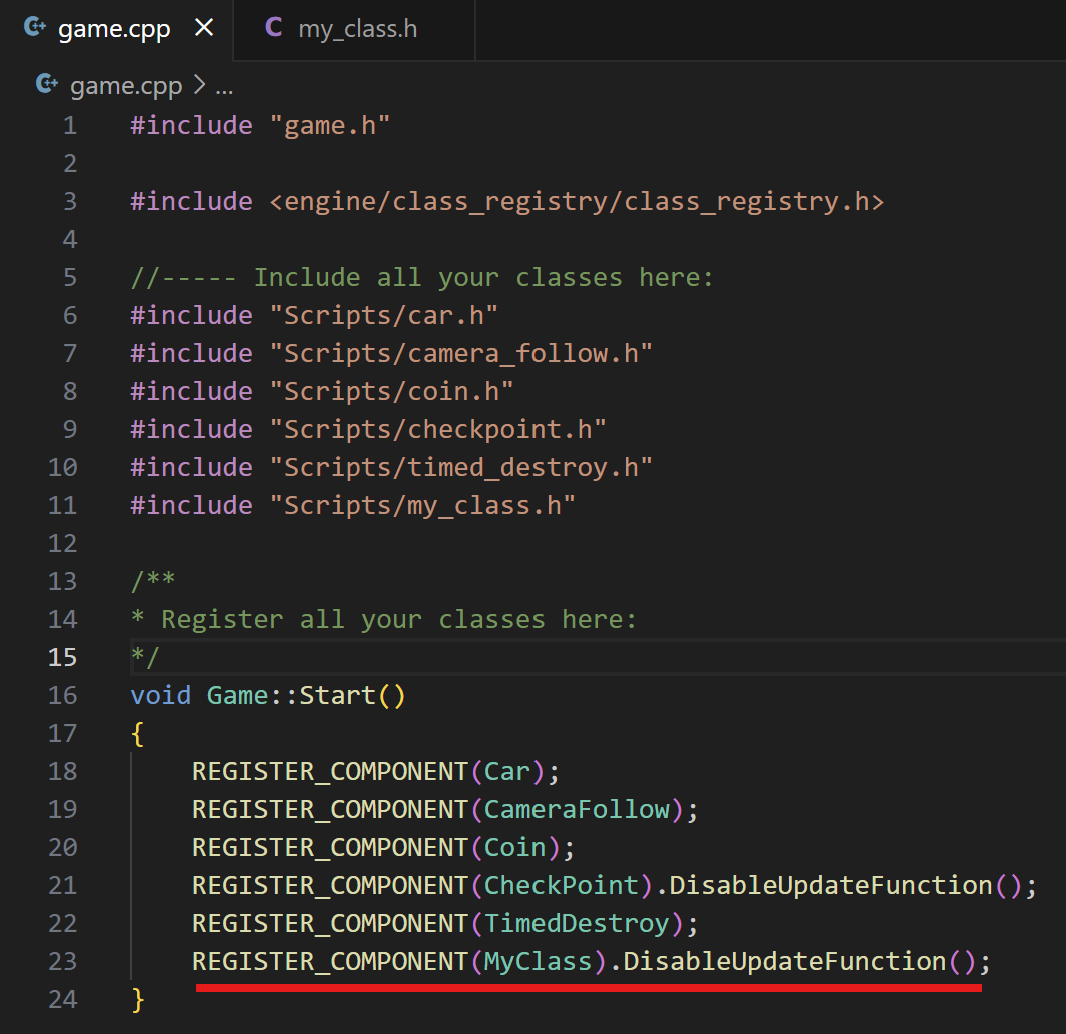 game.cpp
my_class.h
game.cpp > ...
1 #include "game.h"
2
3 #include <engine/class_registry/class_registry.h>
4
5 //----- Include all your classes here:
6 #include "Scripts/car.h"
7 #include "Scripts/camera_follow.h"
8 #include "Scripts/coin.h"
9 #include "Scripts/checkpoint.h"
10 #include "Scripts/timed_destroy.h"
11 #include "Scripts/my_class.h"
12
13 /**
14 * Register all your classes here:
15 */
16 void Game::Start()
17 {
18     REGISTER_COMPONENT(Car);
19     REGISTER_COMPONENT(CameraFollow);
20     REGISTER_COMPONENT(Coin);
21     REGISTER_COMPONENT(CheckPoint).DisableUpdateFunction();
22     REGISTER_COMPONENT(TimedDestroy);
23     REGISTER_COMPONENT(MyClass).DisableUpdateFunction();
24 }